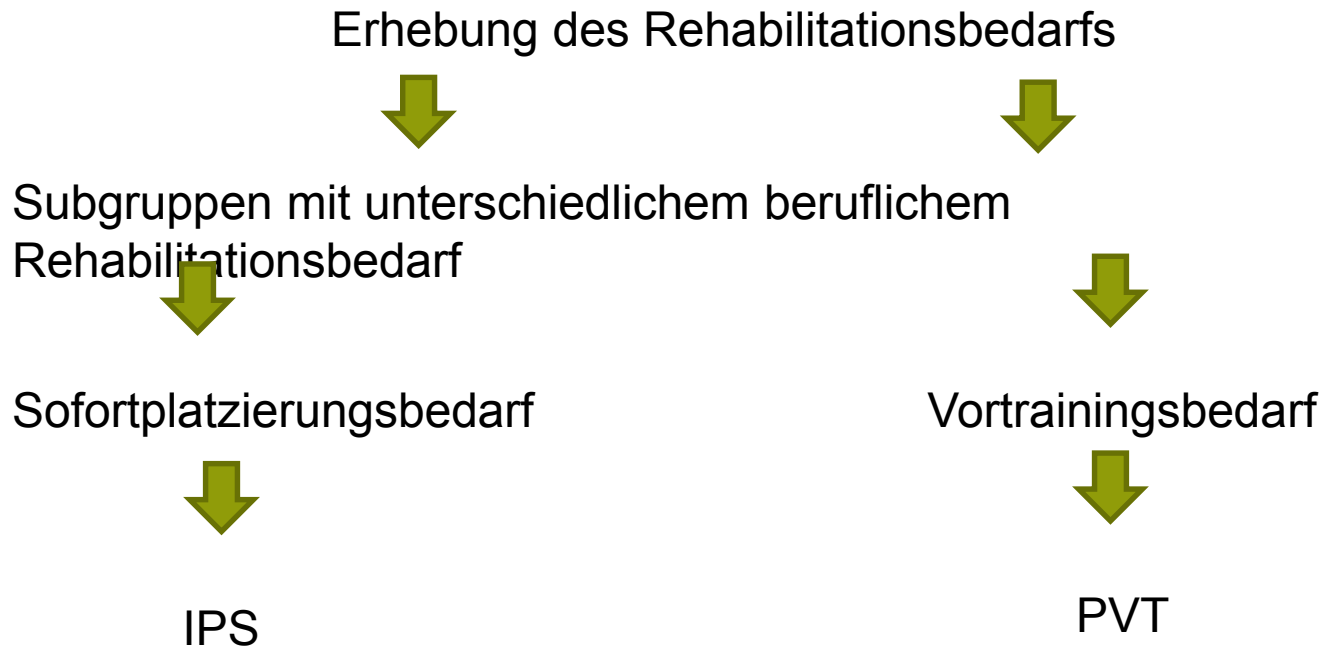 Erhebung des Rehabilitationsbedarfs
Subgruppen mit unterschiedlichem beruflichem
Rehabilitationsbedarf
Sofortplatzierungsbedarf
Vortrainingsbedarf
IPS
PVT